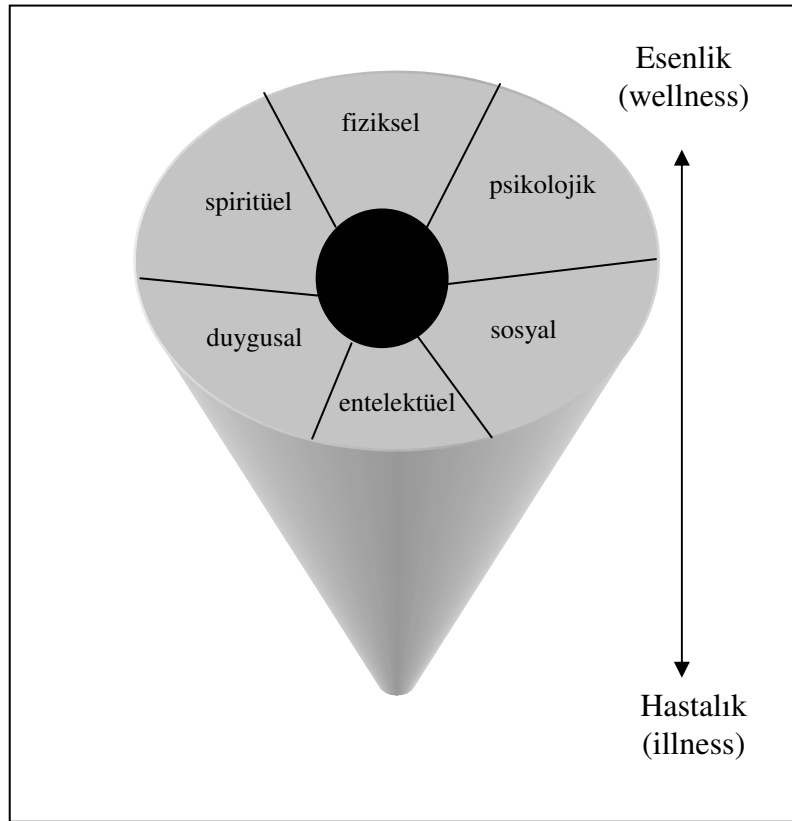 Esenlik
(wellness)
fiziksel
psikolojik
spiritüel
sosyal
duygusal
entelektüel
Hastalık
(illness)